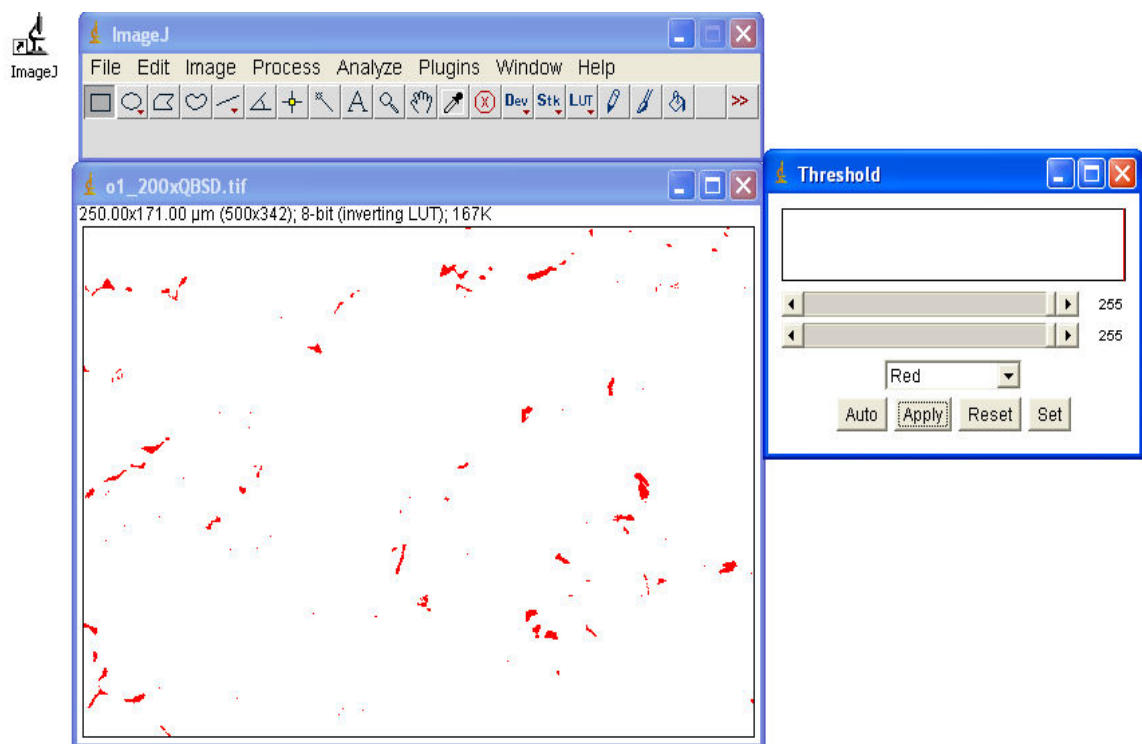 ImageJ
ImageJ
File Edit Image Process Analyze Plugins Window Help
A Dev Stk LUT >>
o1_200xQBSD.tif
250.00x171.00 µm (500x342); 8-bit (inverting LUT); 167K
Threshold
255
255
Red
Auto Apply Reset Set